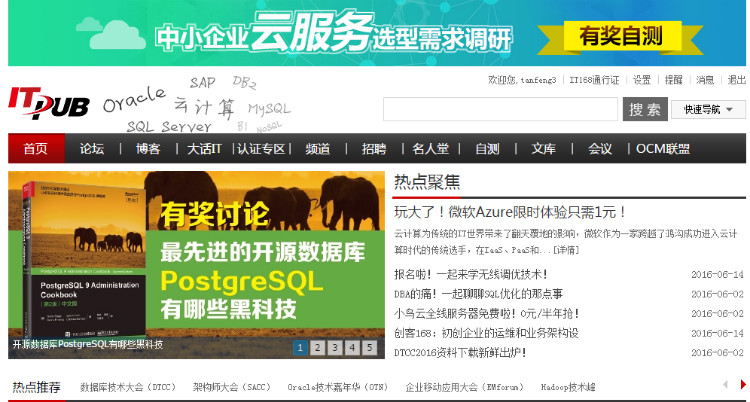 中小企业云服务选型需求调研 有奖自测
欢迎您, tanfeng3 | IT168通行证 | 设置 | 提醒 | 消息 | 退出
ITPUB
Oracle SAP DB2
云计算 MySQL
SQL Server BI NoSQL
搜索 快速导航
首页 论坛 | 博客 | 大话IT | 认证专区 | 频道 | 招聘 | 名人堂 | 自测 | 文库 | 会议 | OCM联盟
有奖讨论
最先进的开源数据库
PostgreSQL
有哪些黑科技
PostgreSQL 9 Administration
Cookbook
(第2版)中文版
开源数据库PostgreSQL有哪些黑科技
1 2 3 4 5
热点聚焦
玩大了！微软Azure限时体验只需1元！
云计算为传统的IT世界带来了翻天覆地的影响，微软作为一家跨越了鸿沟成功进入云计
算时代的传统选手，在IaaS、PaaS和...[详情]
报名啦！一起来学无线调优技术！ 2016-06-14
DBA的痛！一起聊聊SQL优化的那点事 2016-06-02
小鸟云全线服务器免费啦！0元/半年抢！ 2016-06-02
创客168：初创企业的运维和业务架构设 2016-06-14
DTCC2016资料下载新鲜出炉！ 2016-06-02
热点推荐 数据库技术大会（DTCC） 架构师大会（SACC） Oracle技术嘉年华（OTN） 企业移动应用大会（EMforum） Hadoop技术峰